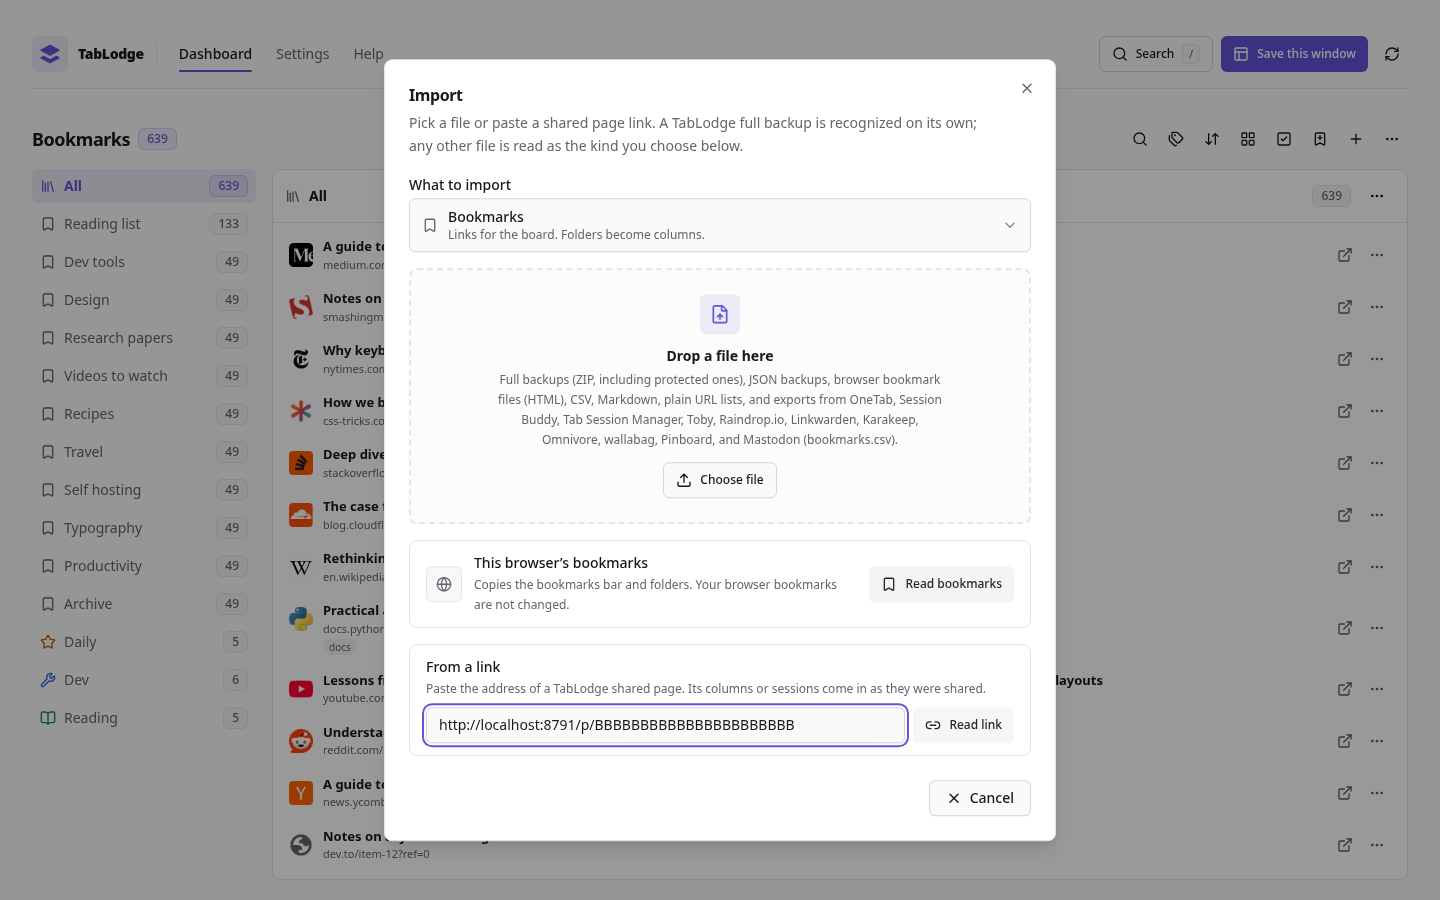 TabLodge
Dashboard
Settings
Help
Search /
Save this window
Bookmarks 639
All 639
Reading list 133
Dev tools 49
Design 49
Research papers 49
Videos to watch 49
Recipes 49
Travel 49
Self hosting 49
Typography 49
Productivity 49
Archive 49
Daily 5
Dev 6
Reading 5
All 639
A guide to
medium.com
Notes on
smashingm
Why keyb
nytimes.com
How we b
css-tricks.co
Deep dive
stackoverflo
The case f
blog.cloudfl
Rethinkin
en.wikipedia
Practical
docs.python
docs
Lessons f
layouts
youtube.com
Understa
reddit.com/
A guide to
news.ycomb
Notes on
dev.to/item-12?ref=0
Import
Pick a file or paste a shared page link. A TabLodge full backup is recognized on its own;
any other file is read as the kind you choose below.
What to import
Bookmarks
Links for the board. Folders become columns.
Drop a file here
Full backups (ZIP, including protected ones), JSON backups, browser bookmark
files (HTML), CSV, Markdown, plain URL lists, and exports from OneTab, Session
Buddy, Tab Session Manager, Toby, Raindrop.io, Linkwarden, Karakeep,
Omnivore, wallabag, Pinboard, and Mastodon (bookmarks.csv).
Choose file
This browser’s bookmarks
Copies the bookmarks bar and folders. Your browser bookmarks
are not changed.
Read bookmarks
From a link
Paste the address of a TabLodge shared page. Its columns or sessions come in as they were shared.
http://localhost:8791/p/BBBBBBBBBBBBBBBBBBBBBB
Read link
Cancel